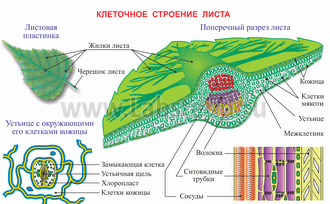 КЛЕТОЧНОЕ СТРОЕНИЕ ЛИСТА
Листовая
пластинка
Поперечный разрез листа
Жилки листа
Черешок листа
Кожица
Клетки
мякоти
Устьице
Межклетник
Устьице с окружающими
его клетками кожицы
Волокна
Замыкающая клетка
Устьичная щель
Хлоропласт
Клетки кожицы
Ситовидные
трубки
Сосуды